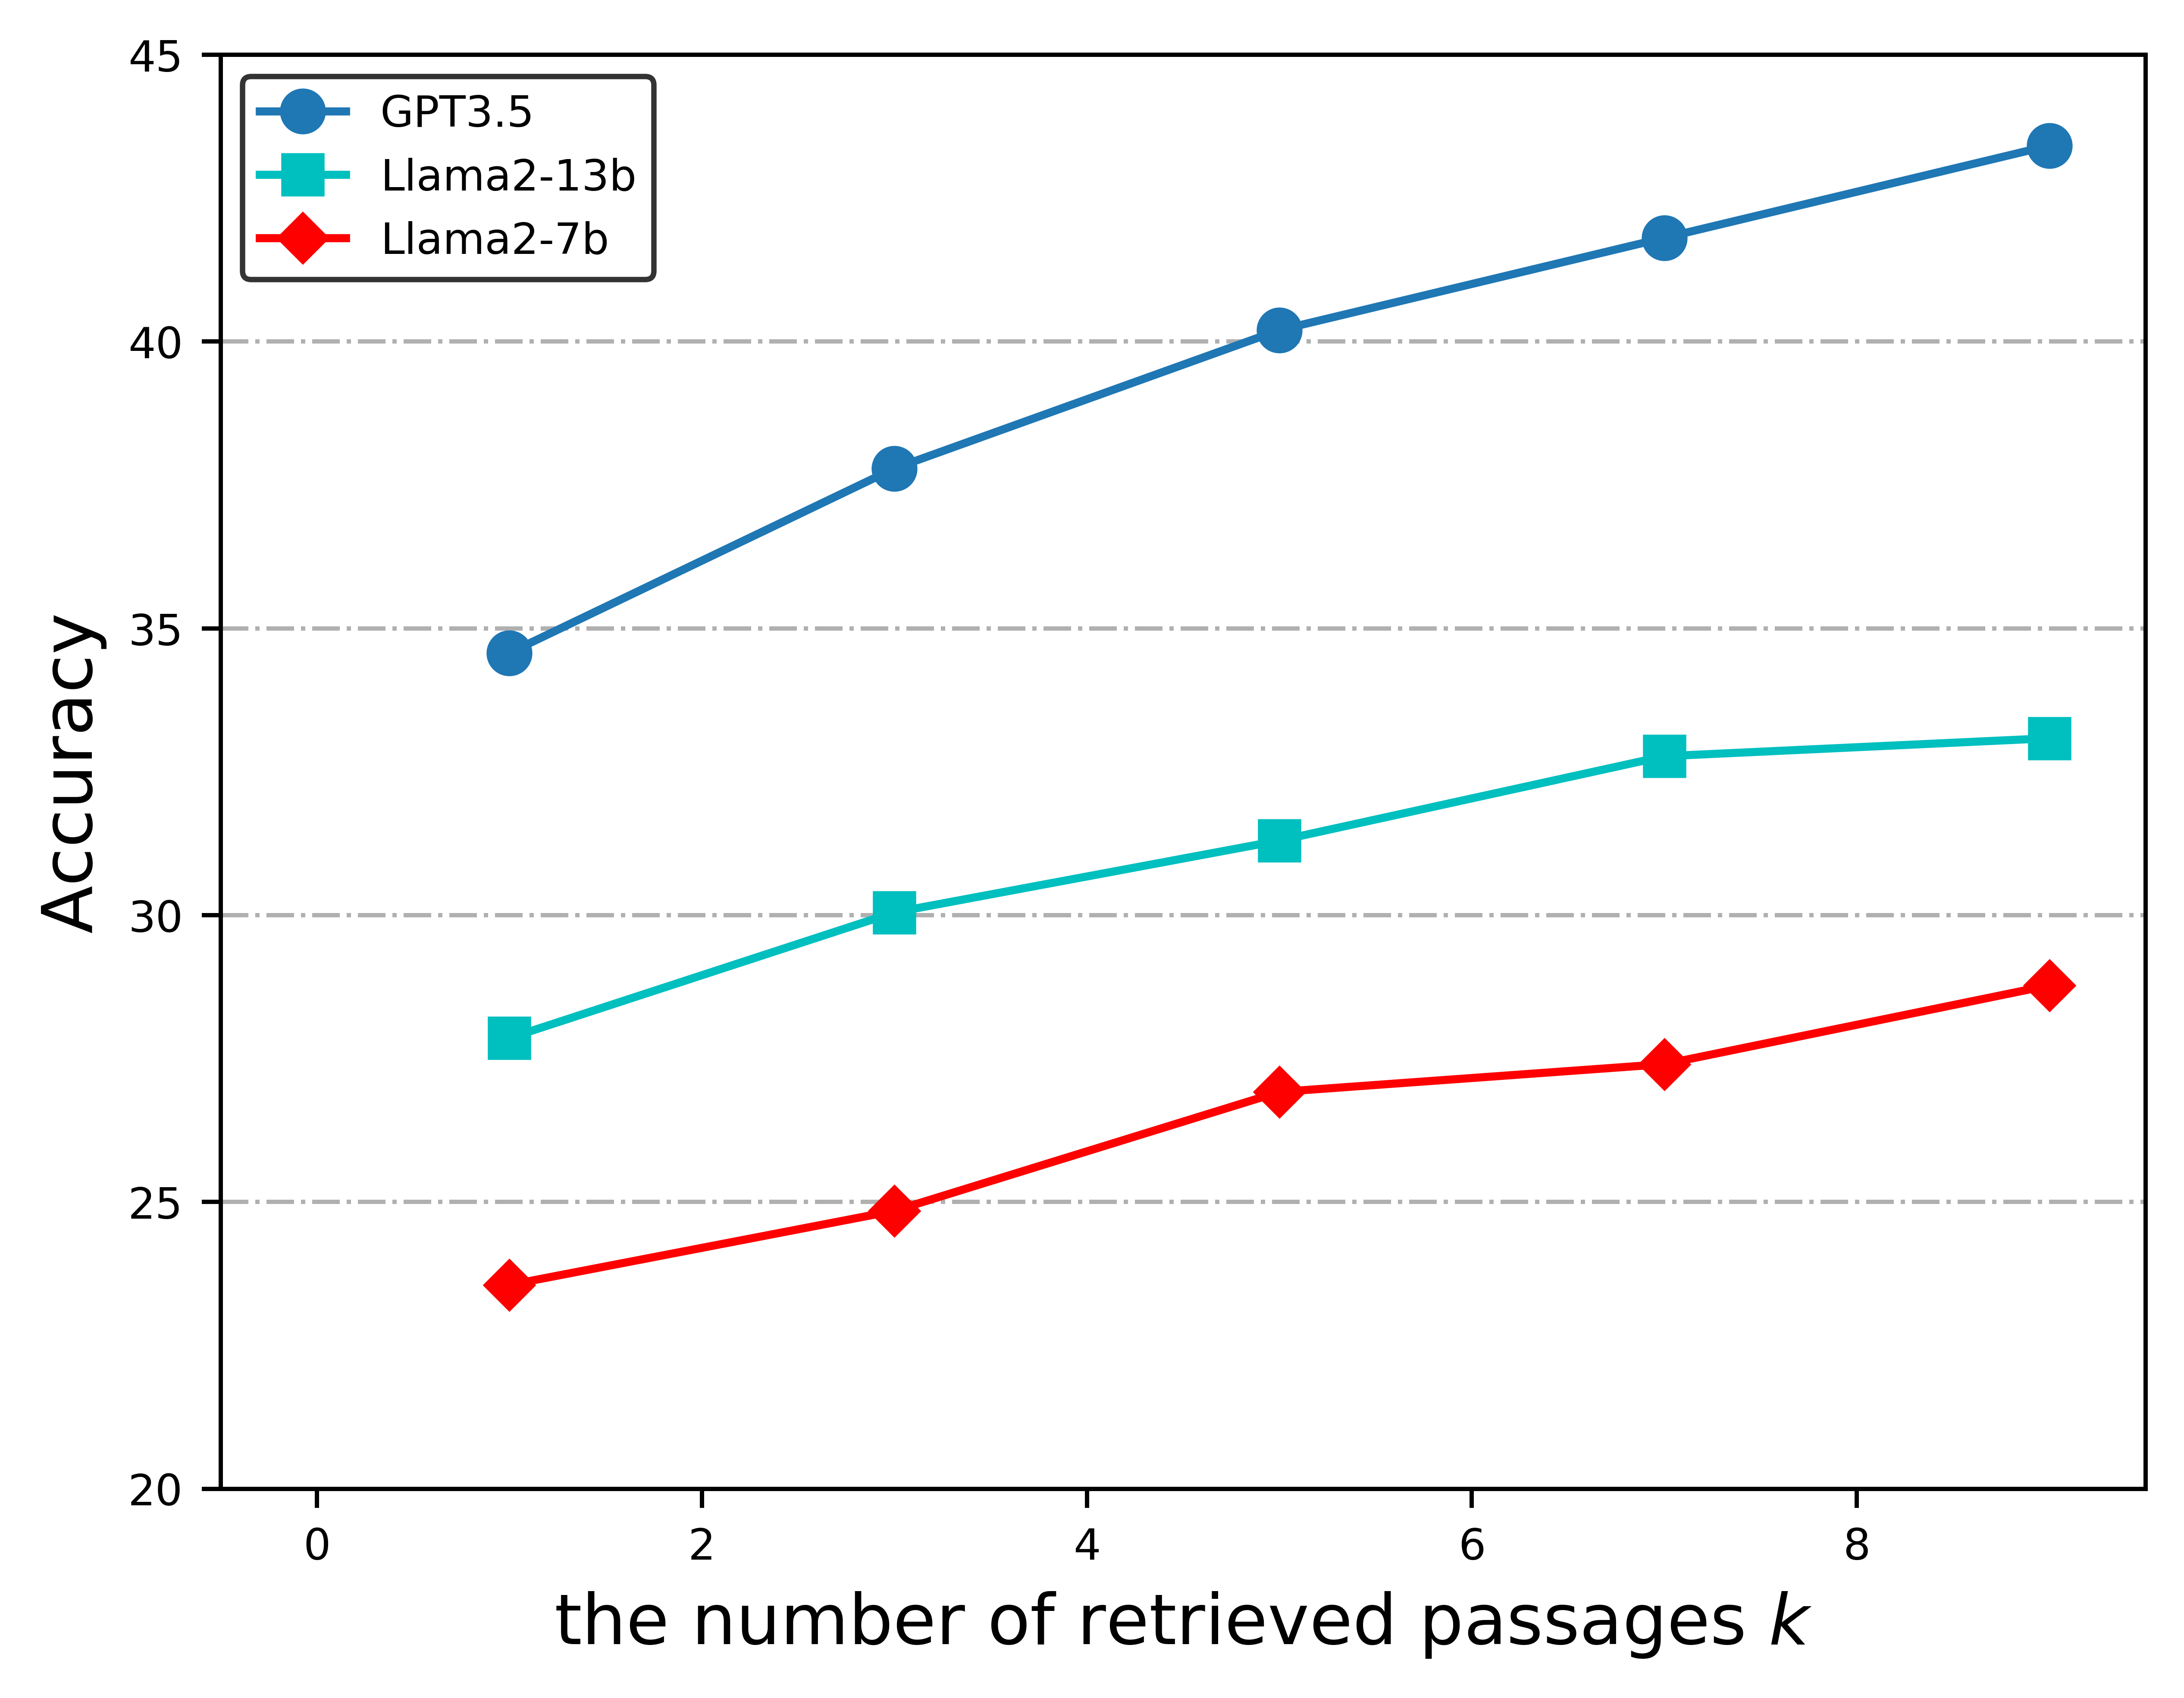 GPT3.5
Llama2-13b
Llama2-7b
45
40
35
30
25
20
Accuracy
0 2 4 6 8
the number of retrieved passages k